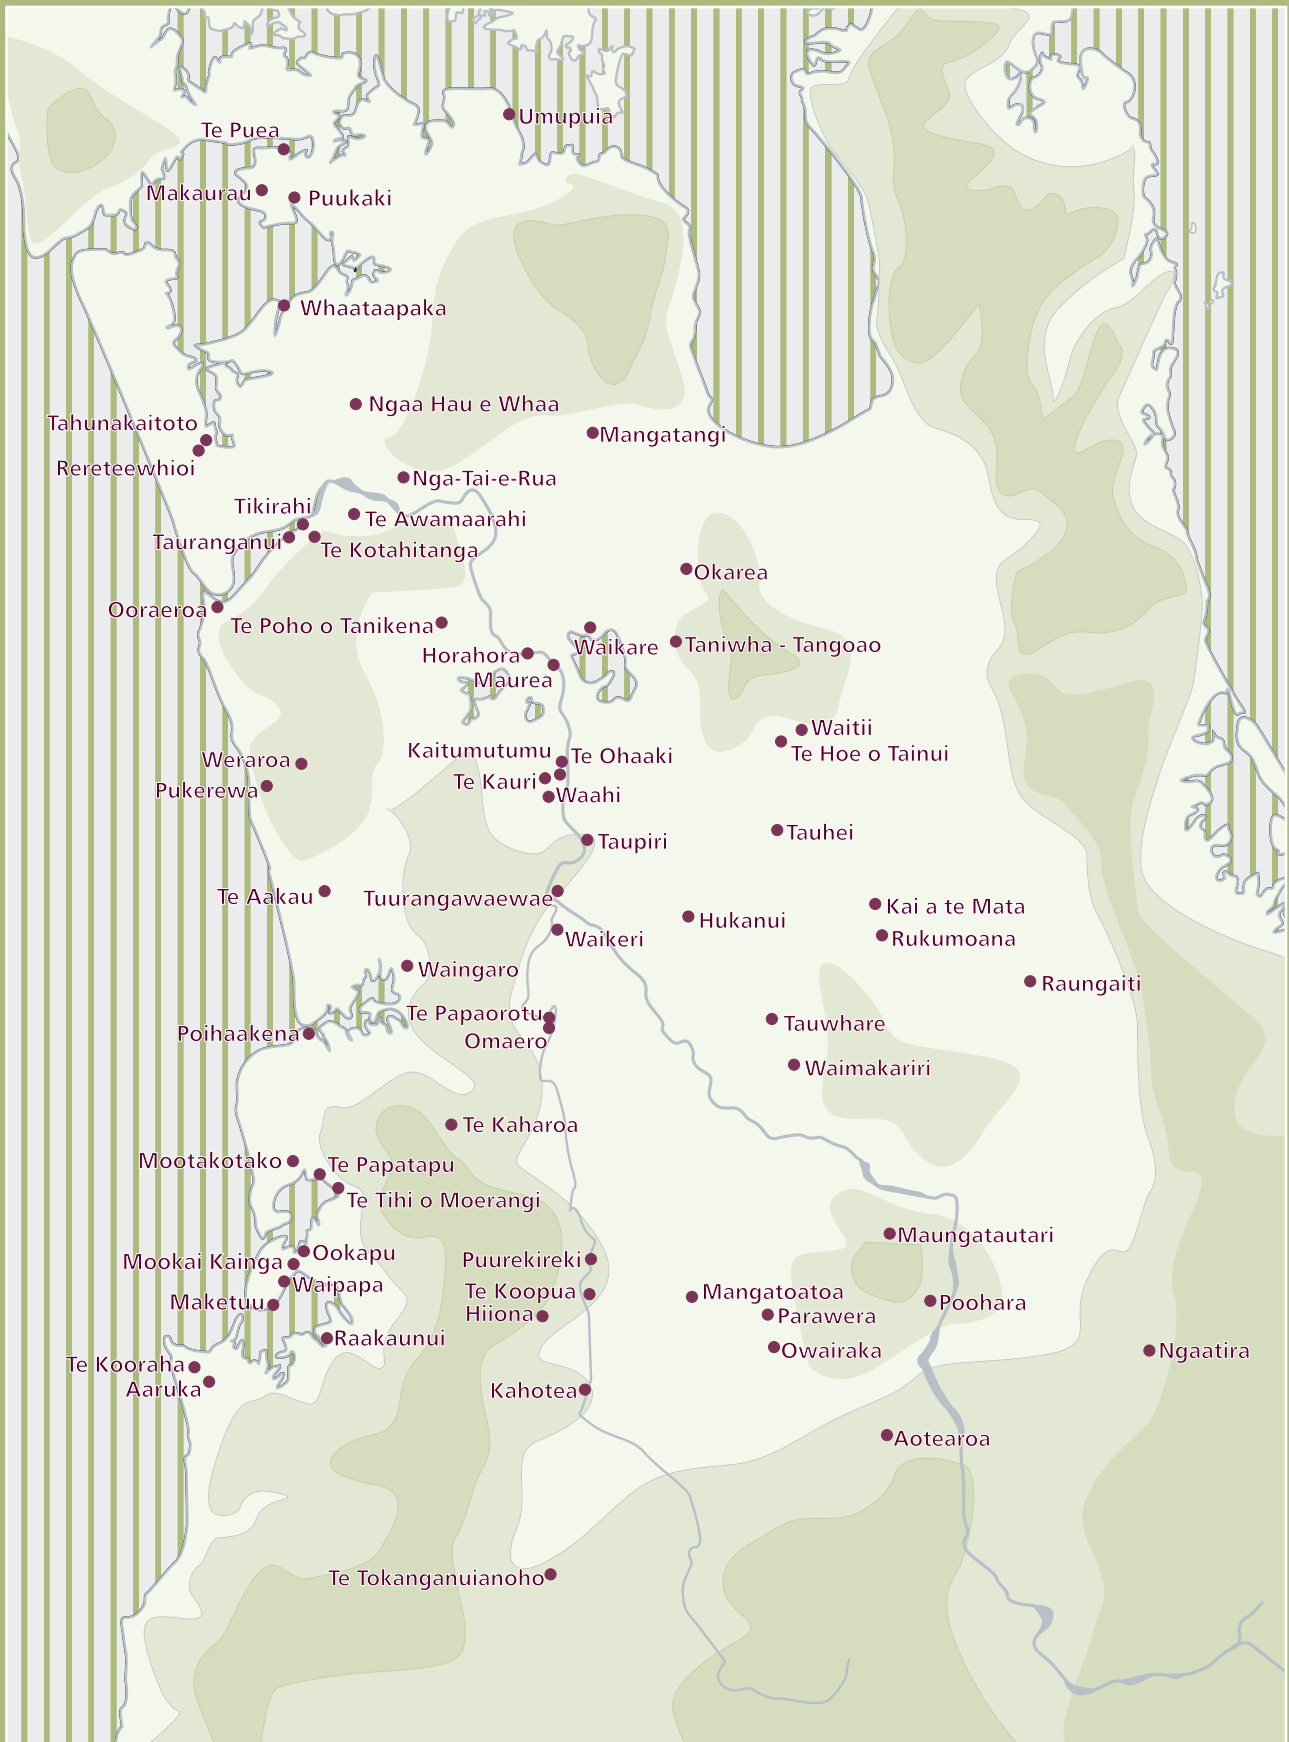 Umupuia
Te Puea
Makaurau
Puukaki
Whaataapaka
Ngaa Hau e Whaa
Tahunakaitoto
Mangatangi
Rereteewhioi
Nga-Tai-e-Rua
Tikirahi
Te Awamaarahi
Tauranganui
Te Kotahitanga
Okarea
Ooraeroa
Te Poho o Tanikena
Waikare
Taniwha - Tangoao
Horahora
Maurea
Waitii
Kaitumutumu
Te Ohaaki
Te Hoe o Tainui
Weraroa
Te Kauri
Pukerewa
Waahi
Tauhei
Taupiri
Te Aakau
Tuurangawaewae
Kai a te Mata
Hukanui
Waikeri
Rukumoana
Waingaro
Raungaiti
Te Papaorotu
Tauwhare
Poihaakena
Omaero
Waimakariri
Te Kaharoa
Mootakotako
Te Papatapu
Te Tihi o Moerangi
Maungatautari
Ookapu
Mookai Kainga
Puurekireki
Waipapa
Te Koopua
Mangatoatoa
Maketuu
Poohara
Hiiona
Parawera
Raakaunui
Owairaka
Ngaatira
Te Kooraha
Aaruka
Kahotea
Aotearoa
Te Tokanganuianoho